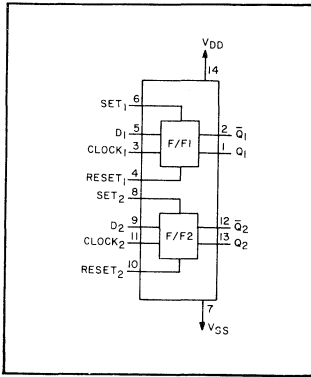 VDD
14
SET1 6
D1 5
CLOCK1 3
F/F1
2 Q̅1
1 Q1
RESET1 4
SET2 8
D2 9
CLOCK2 11
F/F2
12 Q̅2
13 Q2
RESET2 10
7
VSS